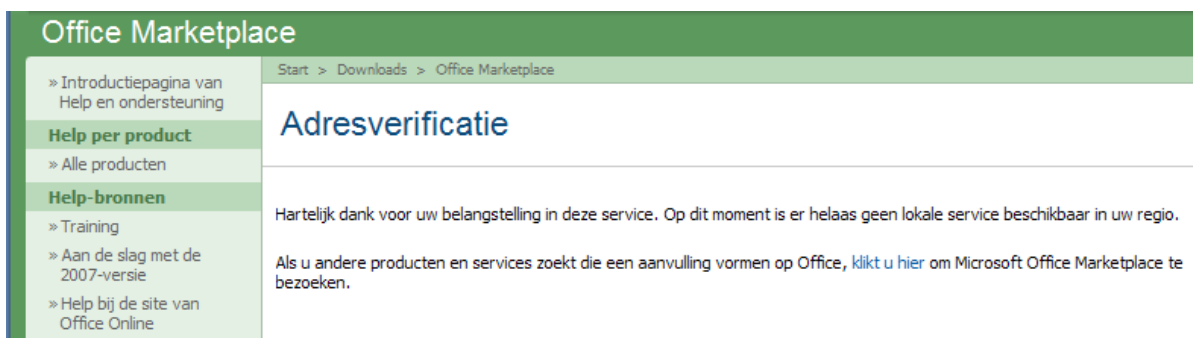 Office Marketplace
» Introductiepagina van
Help en ondersteuning
Help per product
» Alle producten
Help-bronnen
» Training
» Aan de slag met de
2007-versie
» Help bij de site van
Office Online
Start > Downloads > Office Marketplace
Adresverificatie
Hartelijk dank voor uw belangstelling in deze service. Op dit moment is er helaas geen lokale service beschikbaar in uw regio.
Als u andere producten en services zoekt die een aanvulling vormen op Office, klikt u hier om Microsoft Office Marketplace te
bezoeken.